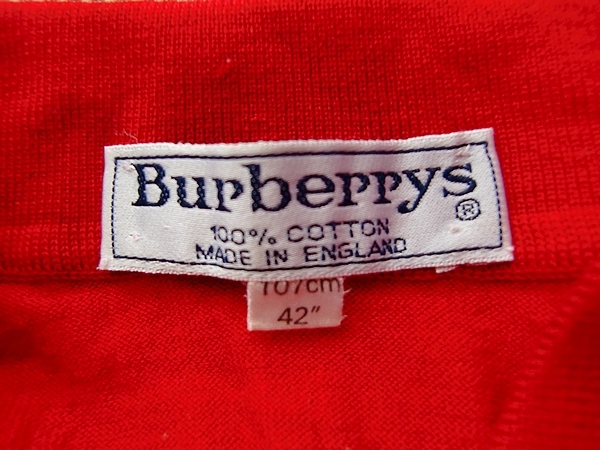 Burberrys
®
100% COTTON
MADE IN ENGLAND
107cm
42"